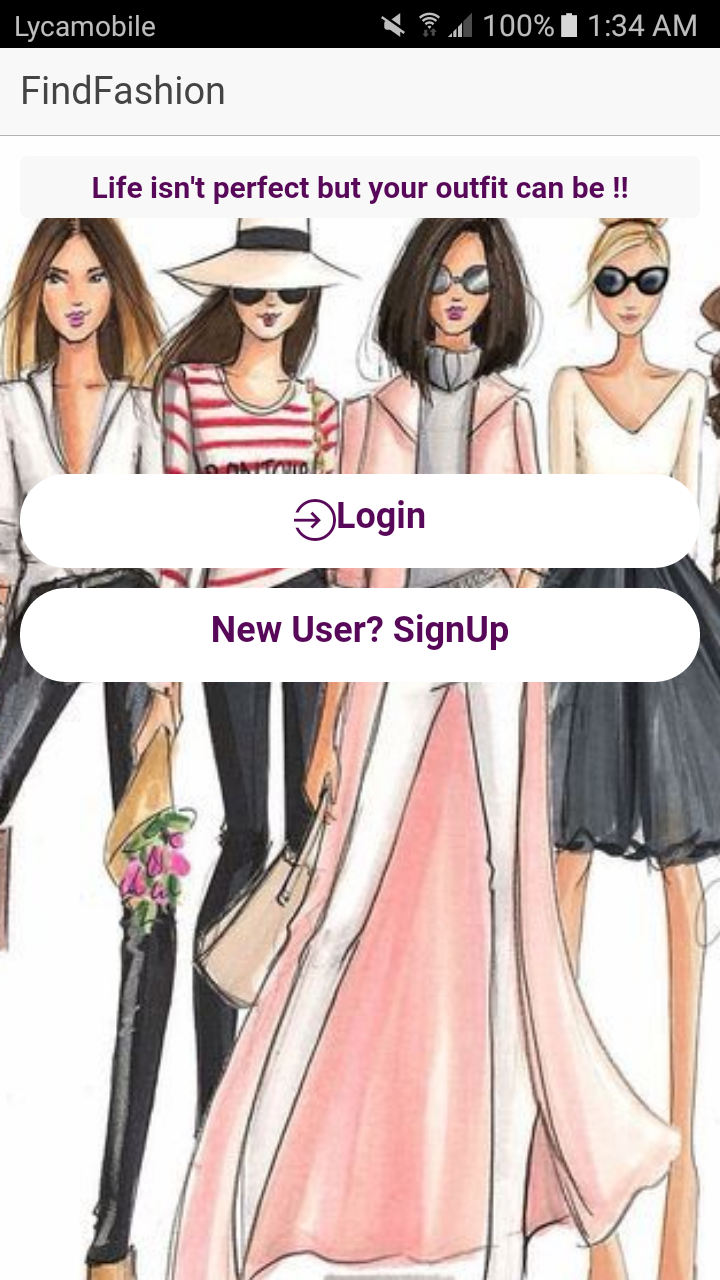 Lycamobile 100% 1:34 AM
FindFashion
Life isn't perfect but your outfit can be !!
Login
New User? SignUp